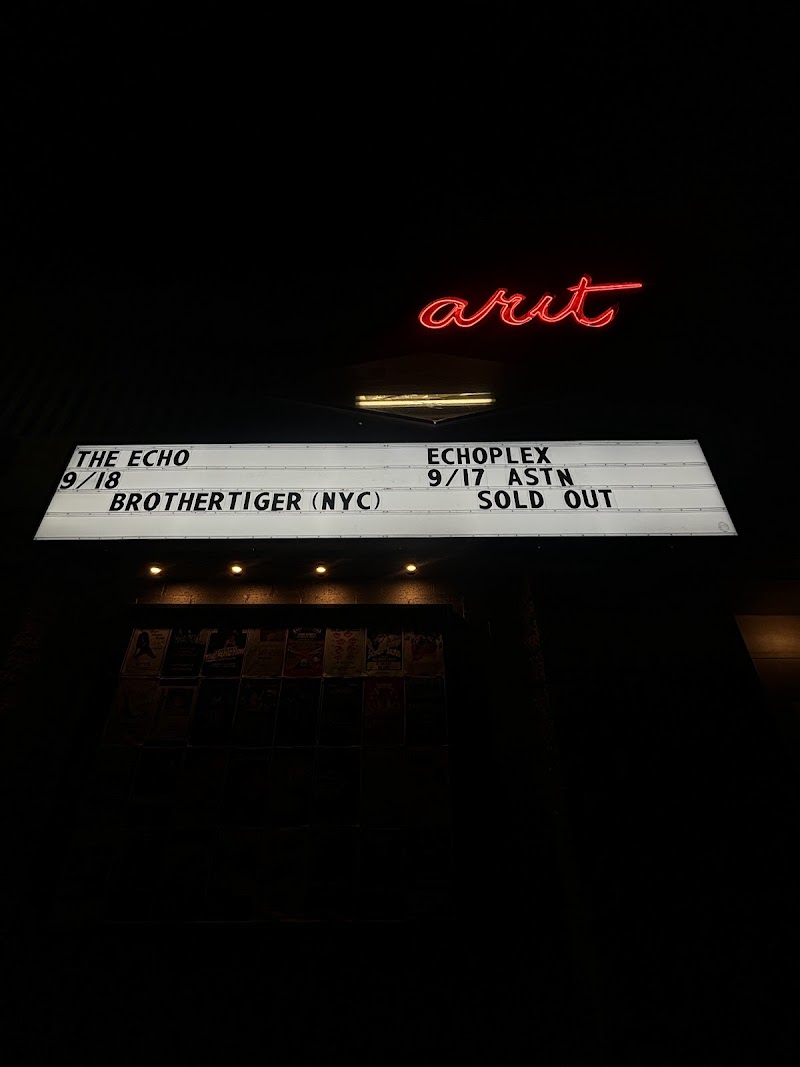 arit
THE ECHO
9/18
BROTHERTIGER (NYC)
ECHOPLEX
9/17 ASTN
SOLD OUT